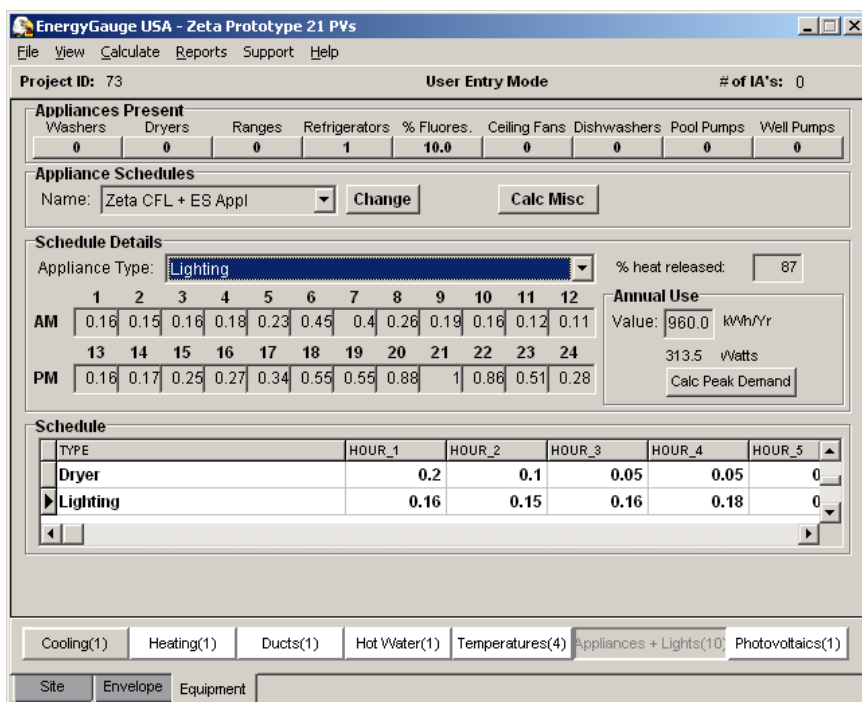 EnergyGauge USA - Zeta Prototype 21 PVs
File View Calculate Reports Support Help
Project ID: 73 User Entry Mode # of IA's: 0
Appliances Present
Washers Dryers Ranges Refrigerators % Fluores. Ceiling Fans Dishwashers Pool Pumps Well Pumps
0 0 0 1 10.0 0 0 0 0
Appliance Schedules
Name: Zeta CFL + ES Appl Change Calc Misc
Schedule Details
Appliance Type: Lighting % heat released: 87
1 2 3 4 5 6 7 8 9 10 11 12 Annual Use
AM 0.16 0.15 0.16 0.18 0.23 0.45 0.4 0.26 0.19 0.16 0.12 0.11 Value: 960.0 kWh/Yr
13 14 15 16 17 18 19 20 21 22 23 24 313.5 Watts
PM 0.16 0.17 0.25 0.27 0.34 0.55 0.55 0.88 1 0.86 0.51 0.28 Calc Peak Demand
Schedule
TYPE HOUR_1 HOUR_2 HOUR_3 HOUR_4 HOUR_5
Dryer 0.2 0.1 0.05 0.05 0
Lighting 0.16 0.15 0.16 0.18 0
Cooling(1) Heating(1) Ducts(1) Hot Water(1) Temperatures(4) Appliances + Lights(10) Photovoltaics(1)
Site Envelope Equipment